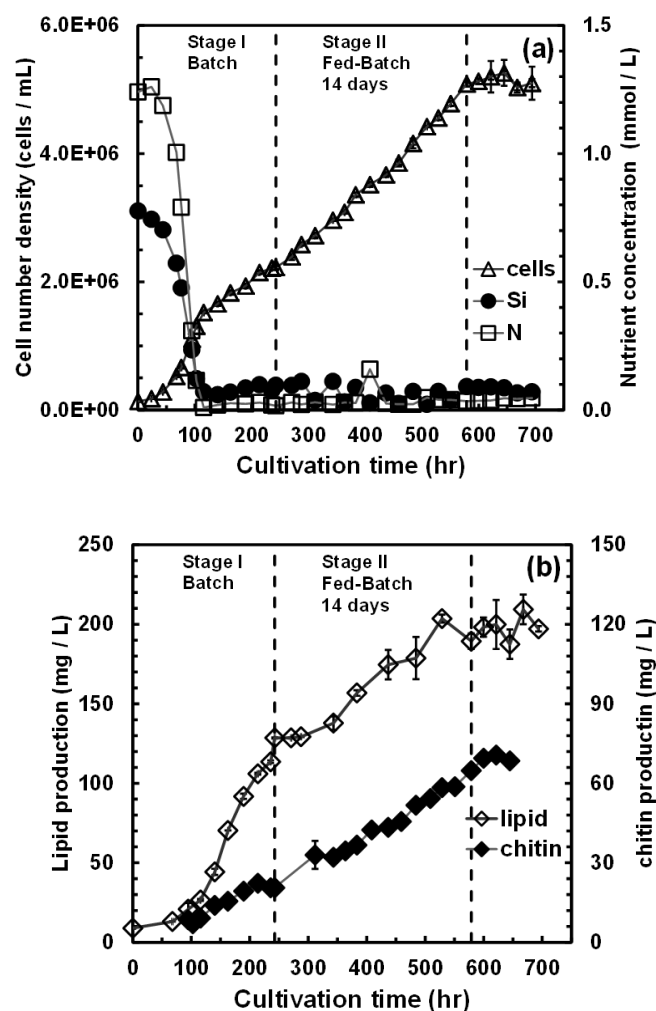 6.0E+06
4.0E+06
2.0E+06
0.0E+00
1.5
1.0
0.5
0.0
Cell number density (cells / mL)
Nutrient concentration (mmol / L)
Stage I
Batch
Stage II
Fed-Batch
14 days
(a)
cells
Si
N
0 100 200 300 400 500 600 700
Cultivation time (hr)
250
200
150
100
50
0
150
120
90
60
30
0
Lipid production (mg / L)
chitin productin (mg / L)
Stage I
Batch
Stage II
Fed-Batch
14 days
(b)
lipid
chitin
0 100 200 300 400 500 600 700
Cultivation time (hr)